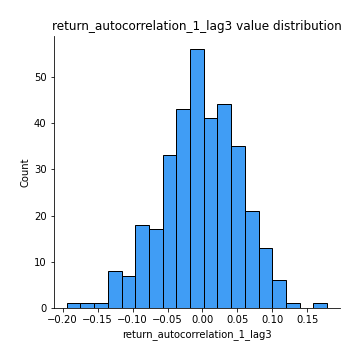 return_autocorrelation_1_lag3 value distribution
50
40
30
20
10
0
Count
−0.20 −0.15 −0.10 −0.05 0.00 0.05 0.10 0.15
return_autocorrelation_1_lag3